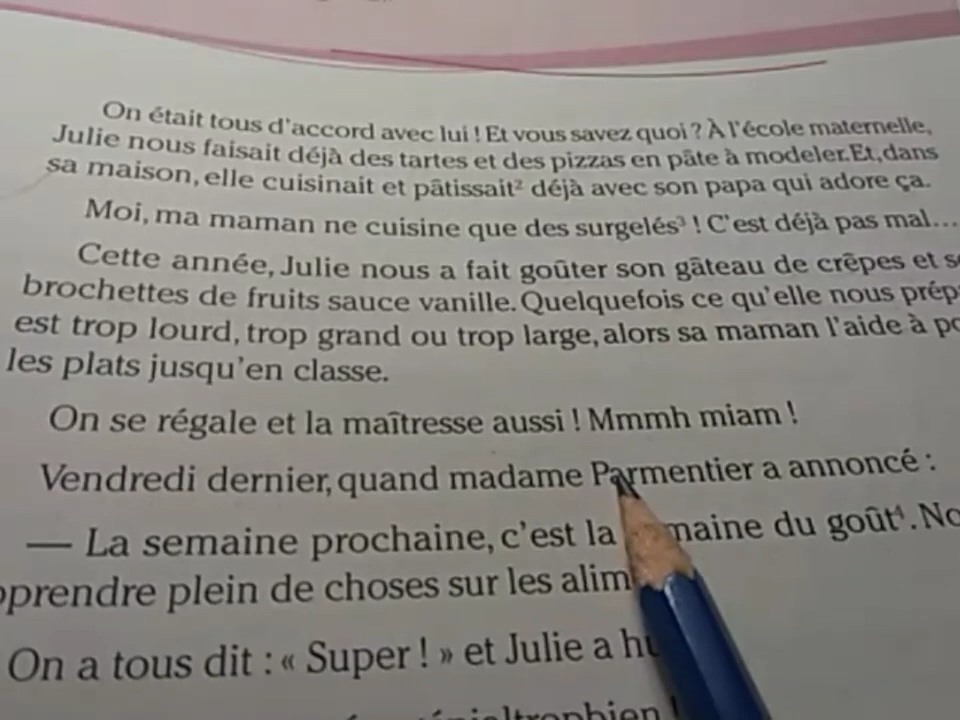 On était tous d'accord avec lui ! Et vous savez quoi ? À l'école maternelle,
Julie nous faisait déjà des tartes et des pizzas en pâte à modeler. Et, dans
sa maison, elle cuisinait et pâtissait² déjà avec son papa qui adore ça.
Moi, ma maman ne cuisine que des surgelés³ ! C'est déjà pas mal...
Cette année, Julie nous a fait goûter son gâteau de crêpes et
brochettes de fruits sauce vanille. Quelquefois ce qu'elle nous
est trop lourd, trop grand ou trop large, alors sa maman l'aide à
les plats jusqu'en classe.
On se régale et la maîtresse aussi ! Mmmh miam !
Vendredi dernier, quand madame Parmentier a annoncé :
— La semaine prochaine, c'est la du goût⁴.
plein de choses sur les
On a tous dit : « Super ! » et Julie a